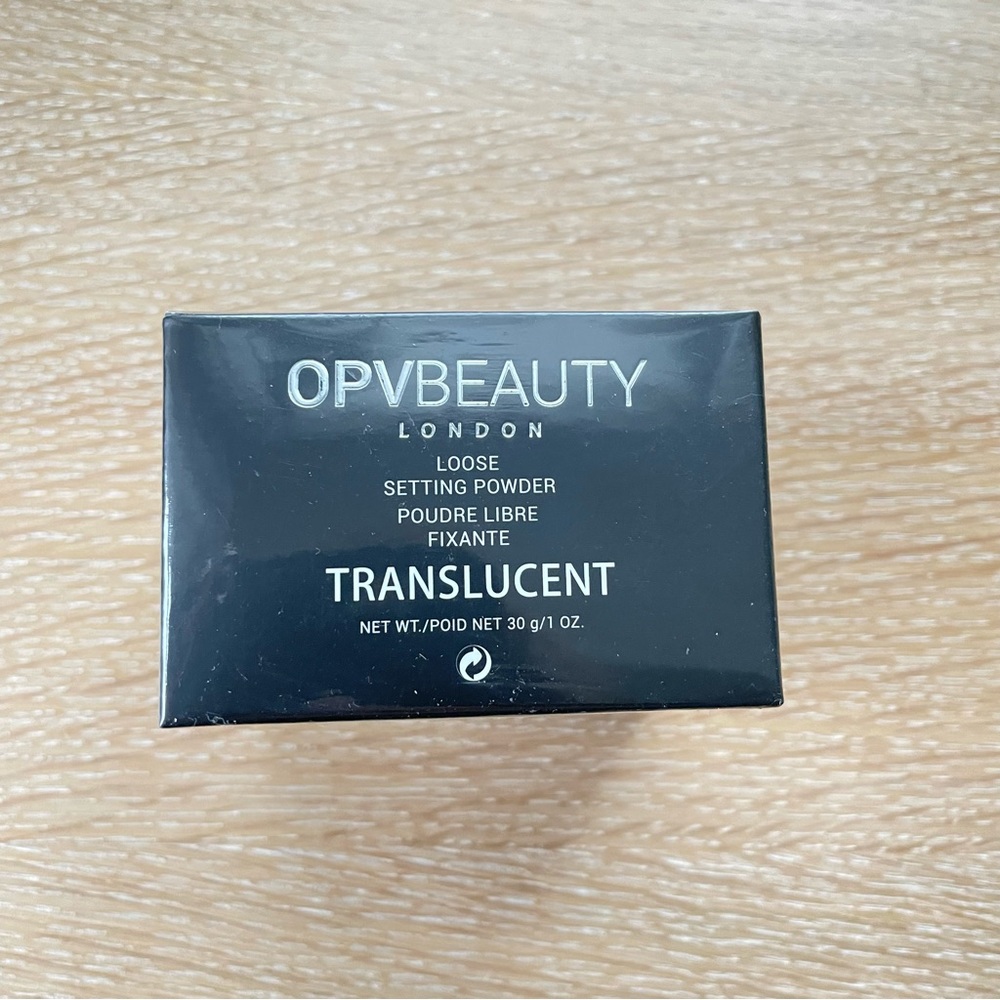 OPVBEAUTY
LONDON
LOOSE
SETTING POWDER
POUDRE LIBRE
FIXANTE
TRANSLUCENT
NET WT./POID NET 30 g/1 OZ.